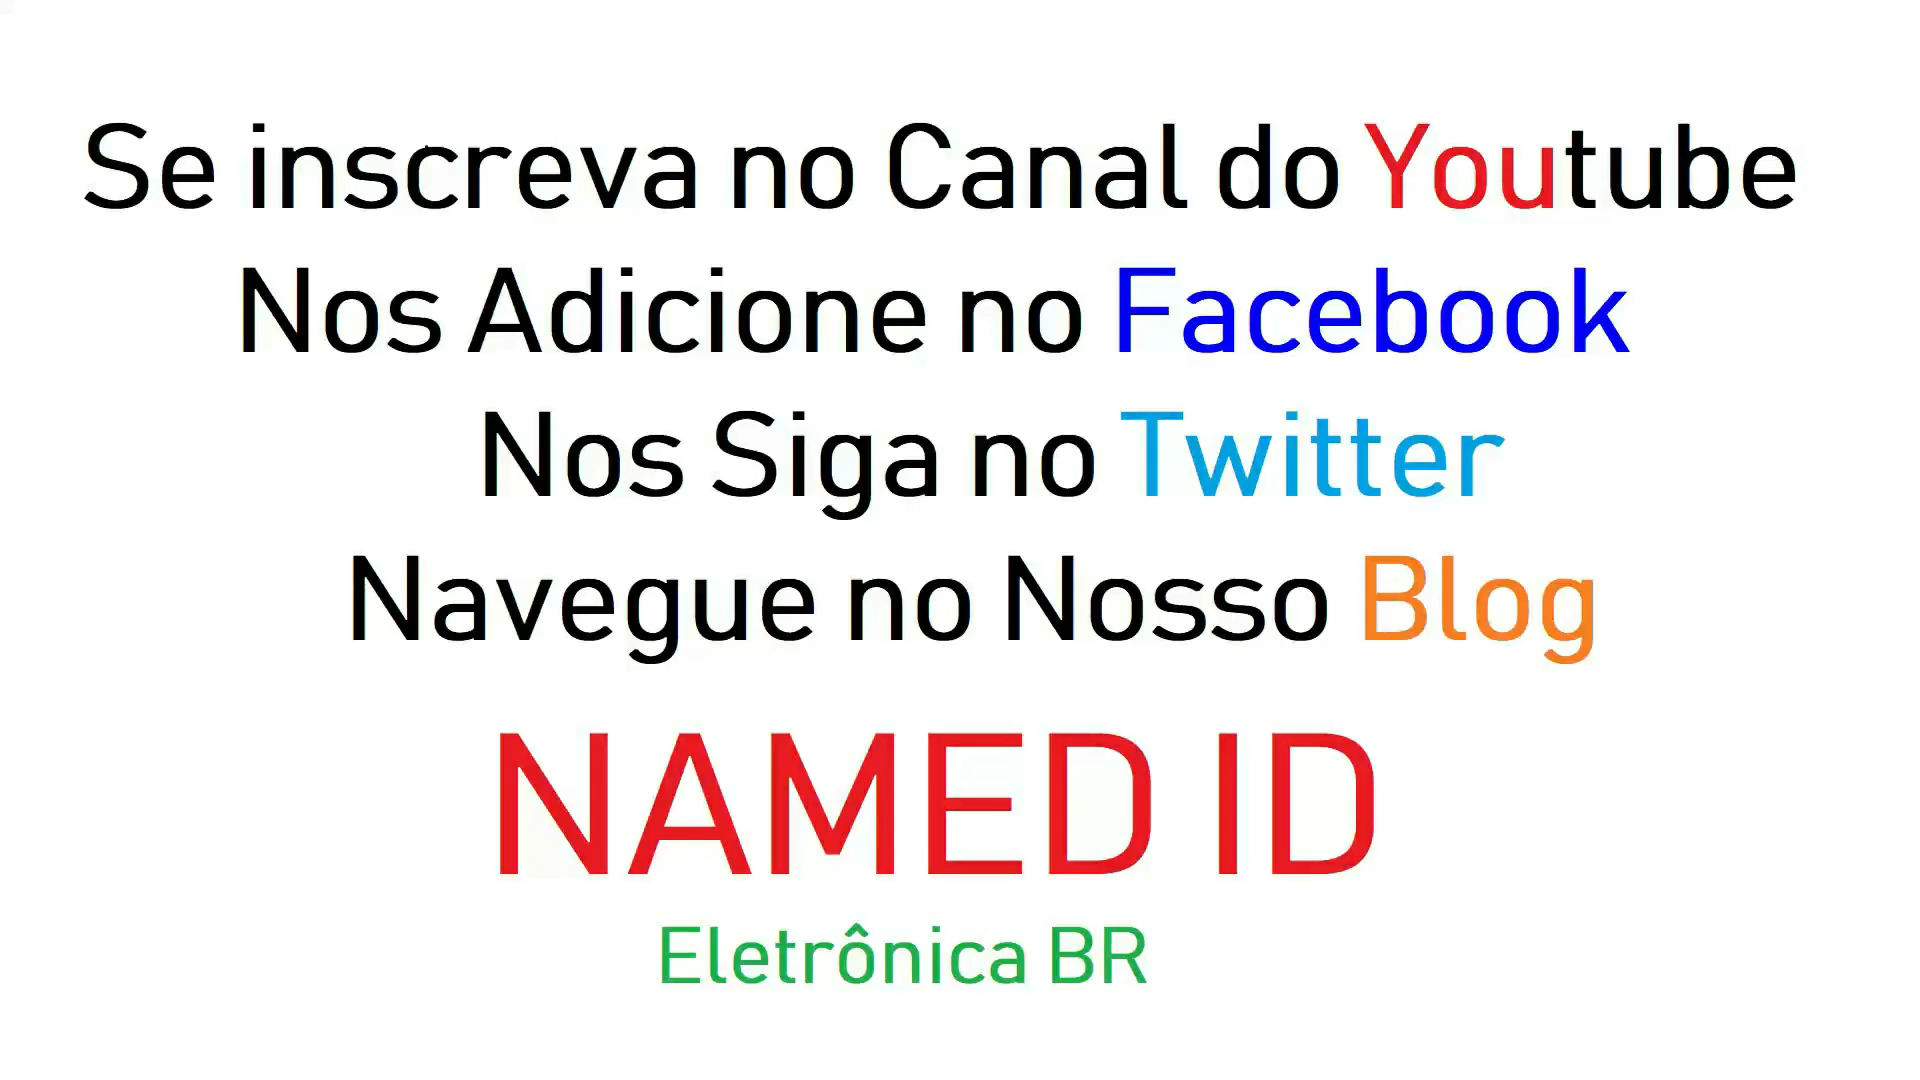 Se inscreva no Canal do Youtube
Nos Adicione no Facebook
Nos Siga no Twitter
Navegue no Nosso Blog
NAMED ID
Eletrônica BR